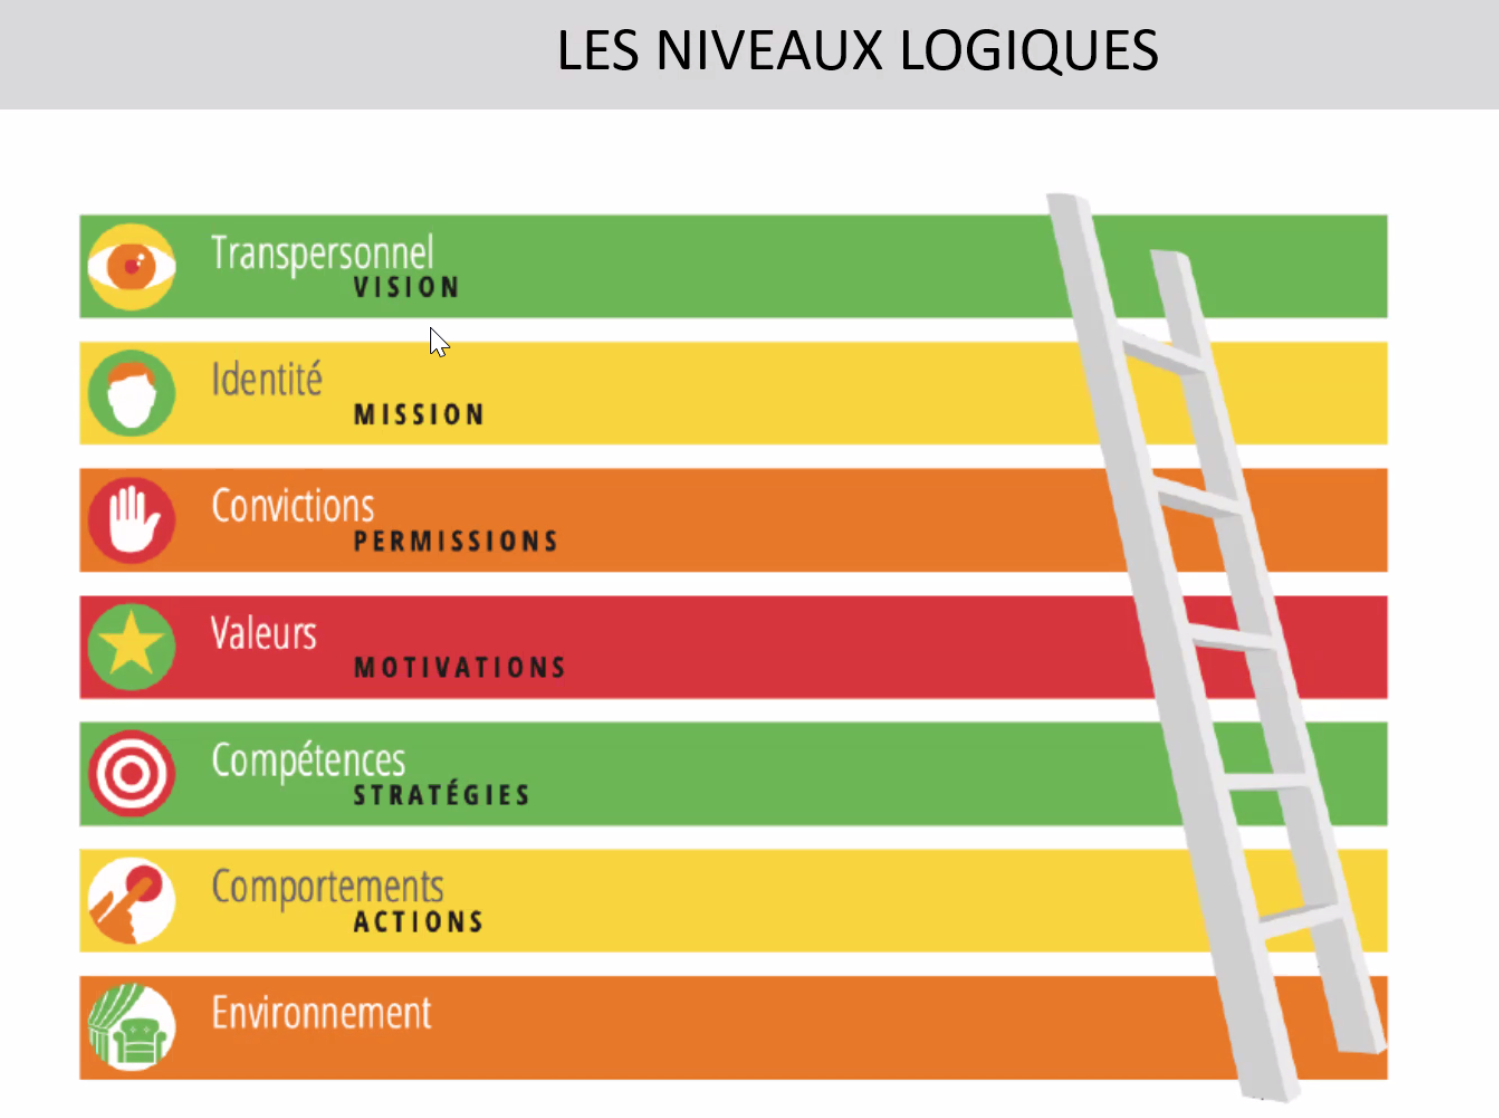 LES NIVEAUX LOGIQUES
Transpersonnel
VISION
Identité
MISSION
Convictions
PERMISSIONS
Valeurs
MOTIVATIONS
Compétences
STRATÉGIES
Comportements
ACTIONS
Environnement